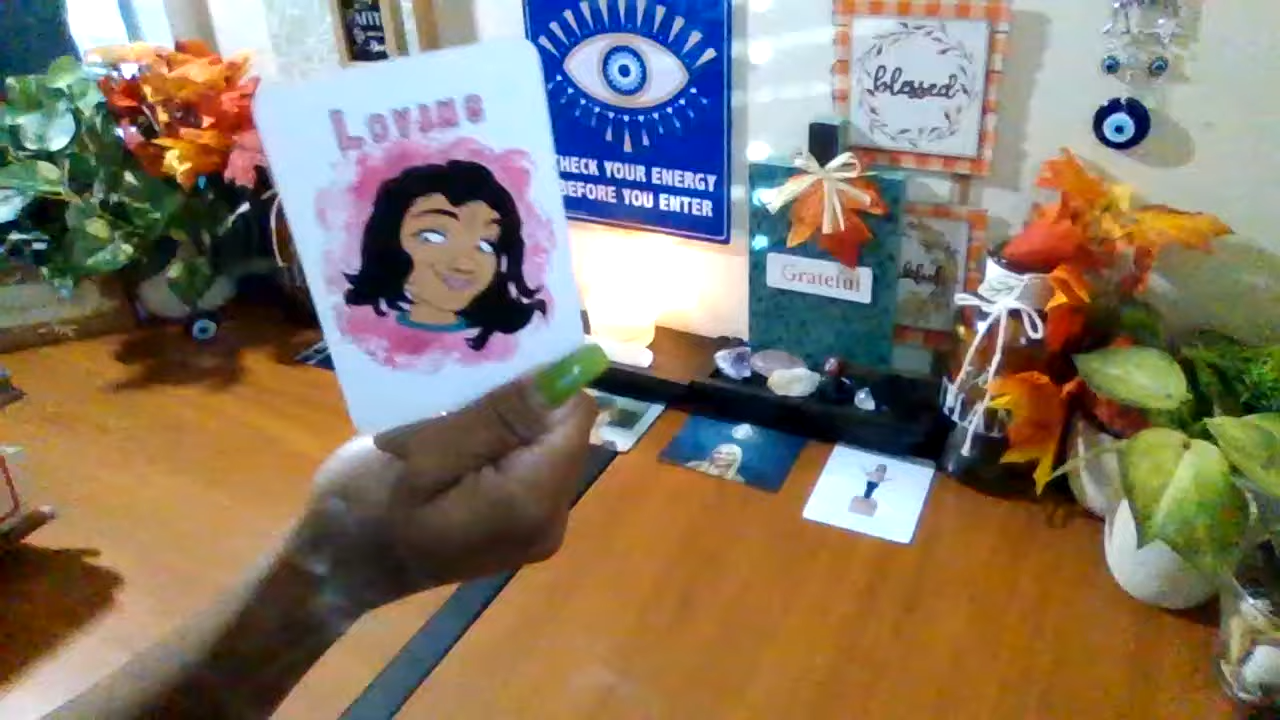 Loving
CHECK YOUR ENERGY
BEFORE YOU ENTER
blessed
Grateful